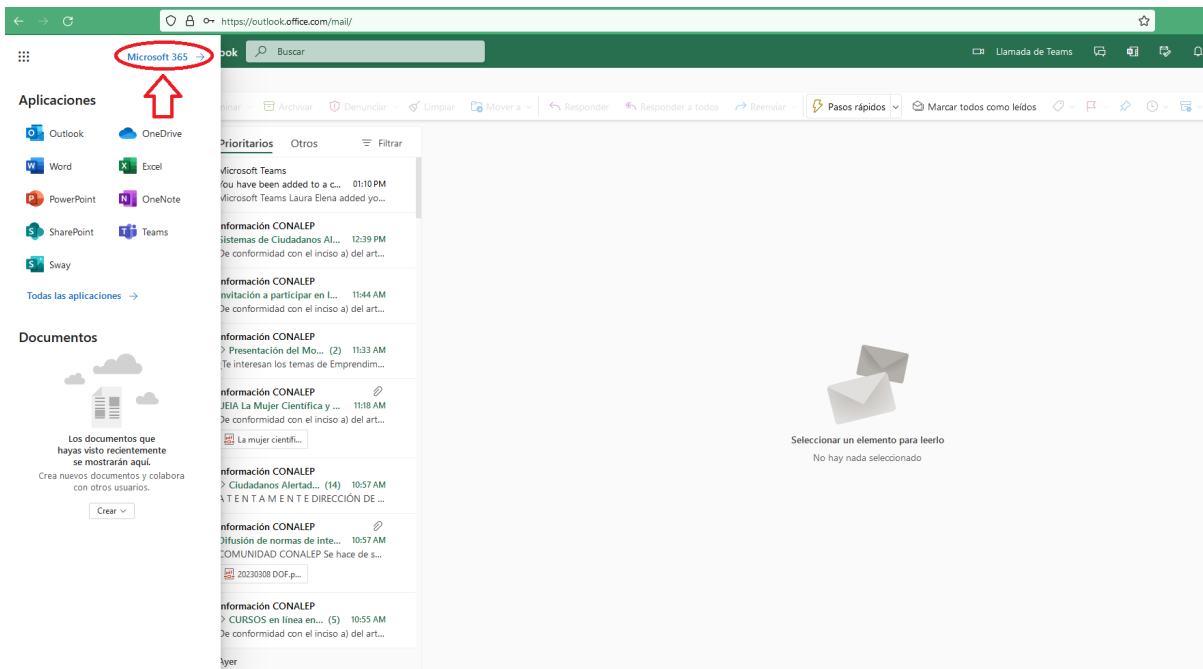 https://outlook.office.com/mail/
Microsoft 365 →
ook
Buscar
Llamada de Teams
Aplicaciones
Outlook
OneDrive
Word
Excel
PowerPoint
OneNote
SharePoint
Teams
Sway
Todas las aplicaciones →
Documentos
Los documentos que
hayas visto recientemente
se mostrarán aquí.
Crea nuevos documentos y colabora
con otros usuarios.
Crear
minar
Archivar
Denunciar
Limpiar
Mover a
Responder
Responder a todos
Reenviar
Pasos rápidos
Marcar todos como leídos
Prioritarios
Otros
Filtrar
Microsoft Teams
You have been added to a c... 01:10 PM
Microsoft Teams Laura Elena added yo...
nformación CONALEP
Sistemas de Ciudadanos Al... 12:39 PM
De conformidad con el inciso a) del art...
nformación CONALEP
nvitación a participar en l... 11:44 AM
De conformidad con el inciso a) del art...
nformación CONALEP
> Presentación del Mo... (2) 11:33 AM
¿Te interesan los temas de Emprendim...
nformación CONALEP
UEIA La Mujer Científica y ... 11:18 AM
De conformidad con el inciso a) del art...
La mujer científi...
nformación CONALEP
> Ciudadanos Alertad... (14) 10:57 AM
A T E N T A M E N T E DIRECCIÓN DE ...
nformación CONALEP
Difusión de normas de inte... 10:57 AM
COMUNIDAD CONALEP Se hace de s...
20230308 DOF.p...
nformación CONALEP
> CURSOS en línea en... (5) 10:55 AM
De conformidad con el inciso a) del art...
Ayer
Seleccionar un elemento para leerlo
No hay nada seleccionado